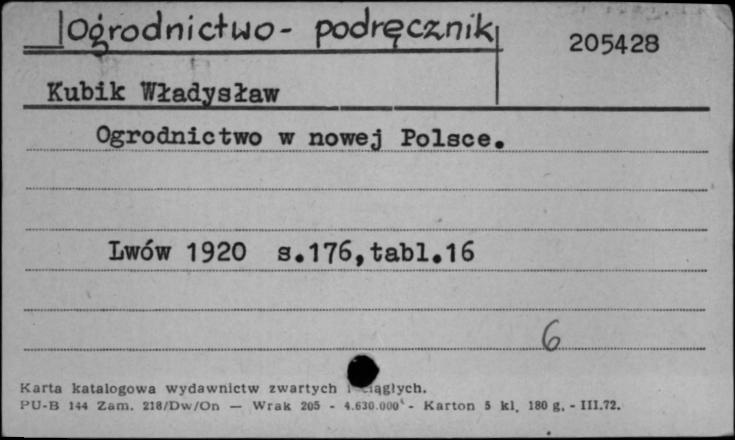 Ogrodnictwo - podręcznik
205428
Kubik Władysław
Ogrodnictwo w nowej Polsce.
Lwów 1920 s.176,tabl.16
6
Karta katalogowa wydawnictw zwartych i ciągłych.
PU-B 144 Zam. 218/Dw/On — Wrak 205 - 4.630.000 - Karton 5 kl. 180 g. - III.72.